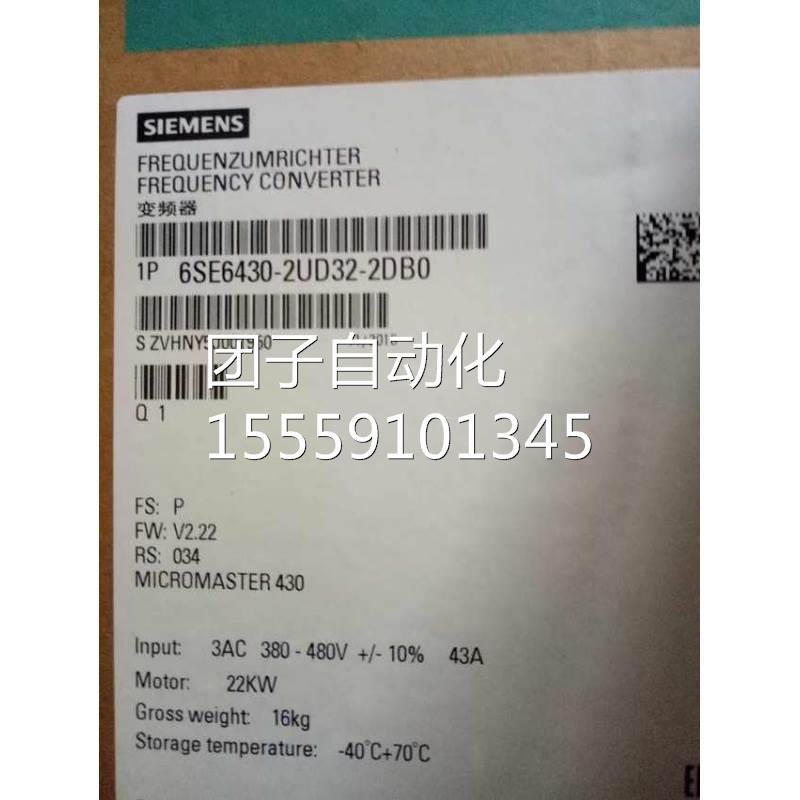 SIEMENS
FREQUENZUMRICHTER
FREQUENCY CONVERTER
变频器
1P 6SE6430-2UD32-2DB0
S
团子自动化
Q 1
15559101345
FS: P
FW: V2.22
RS: 034
MICROMASTER 430
Input: 3AC 380 - 480V +/- 10% 43A
Motor: 22KW
Gross weight: 16kg
Storage temperature: -40°C+70°C